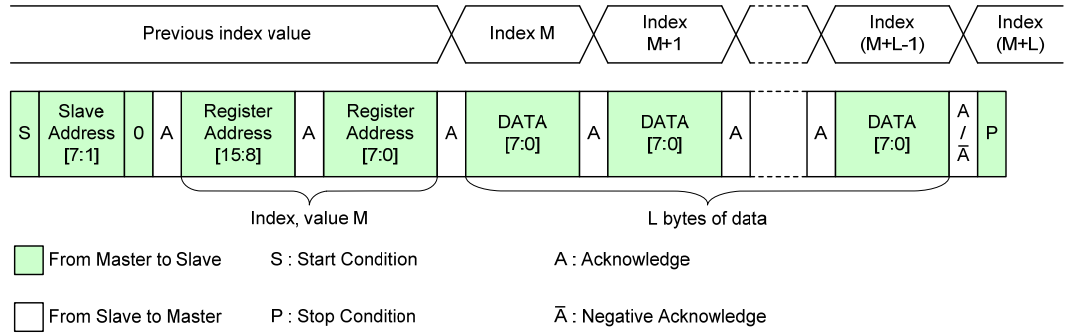 Previous index value
Index M
Index
M+1
Index
(M+L-1)
Index
(M+L)
S
Slave
Address
[7:1]
0
A
Register
Address
[15:8]
A
Register
Address
[7:0]
A
DATA
[7:0]
A
DATA
[7:0]
A
A
DATA
[7:0]
A
/
A̅
P
Index, value M
L bytes of data
From Master to Slave
S : Start Condition
A : Acknowledge
From Slave to Master
P : Stop Condition
A̅ : Negative Acknowledge